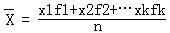 X̅ = x1f1+x2f2+⋯xkfk / n